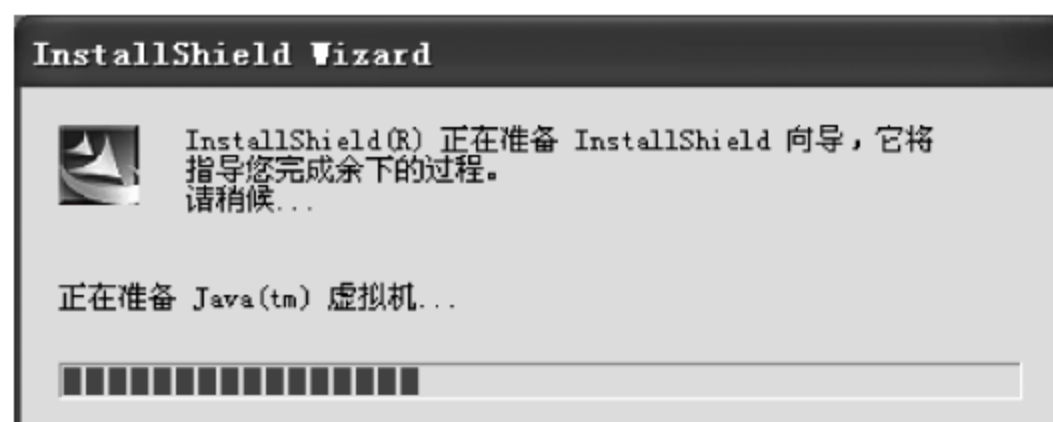 InstallShield Wizard
InstallShield(R) 正在准备 InstallShield 向导，它将
指导您完成余下的过程。
请稍候...
正在准备 Java(tm) 虚拟机...